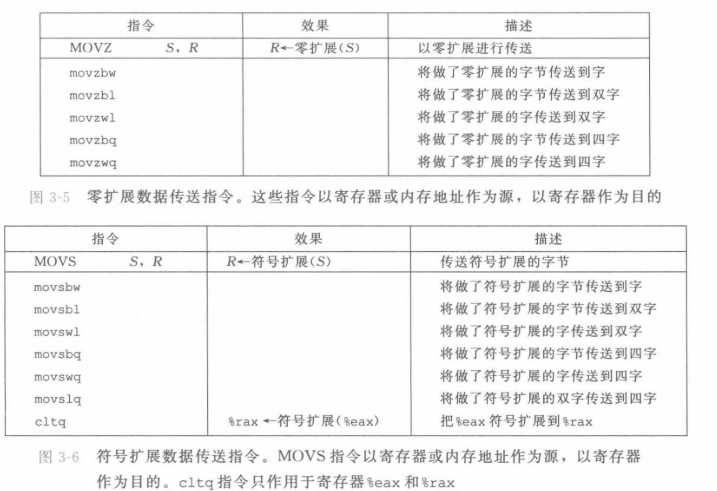 指令 效果 描述
MOVZ S，R R←零扩展(S) 以零扩展进行传送
movzbw 将做了零扩展的字节传送到字
movzbl 将做了零扩展的字节传送到双字
movzwl 将做了零扩展的字传送到双字
movzbq 将做了零扩展的字节传送到四字
movzwq 将做了零扩展的字传送到四字
图 3-5 零扩展数据传送指令。这些指令以寄存器或内存地址作为源，以寄存器作为目的
指令 效果 描述
MOVS S，R R←符号扩展(S) 传送符号扩展的字节
movsbw 将做了符号扩展的字节传送到字
movsbl 将做了符号扩展的字节传送到双字
movswl 将做了符号扩展的字传送到双字
movsbq 将做了符号扩展的字节传送到四字
movswq 将做了符号扩展的字传送到四字
movslq 将做了符号扩展的双字传送到四字
cltq %rax←符号扩展(%eax) 把%eax符号扩展到%rax
图 3-6 符号扩展数据传送指令。MOVS指令以寄存器或内存地址作为源，以寄存器
作为目的。cltq指令只作用于寄存器%eax和%rax